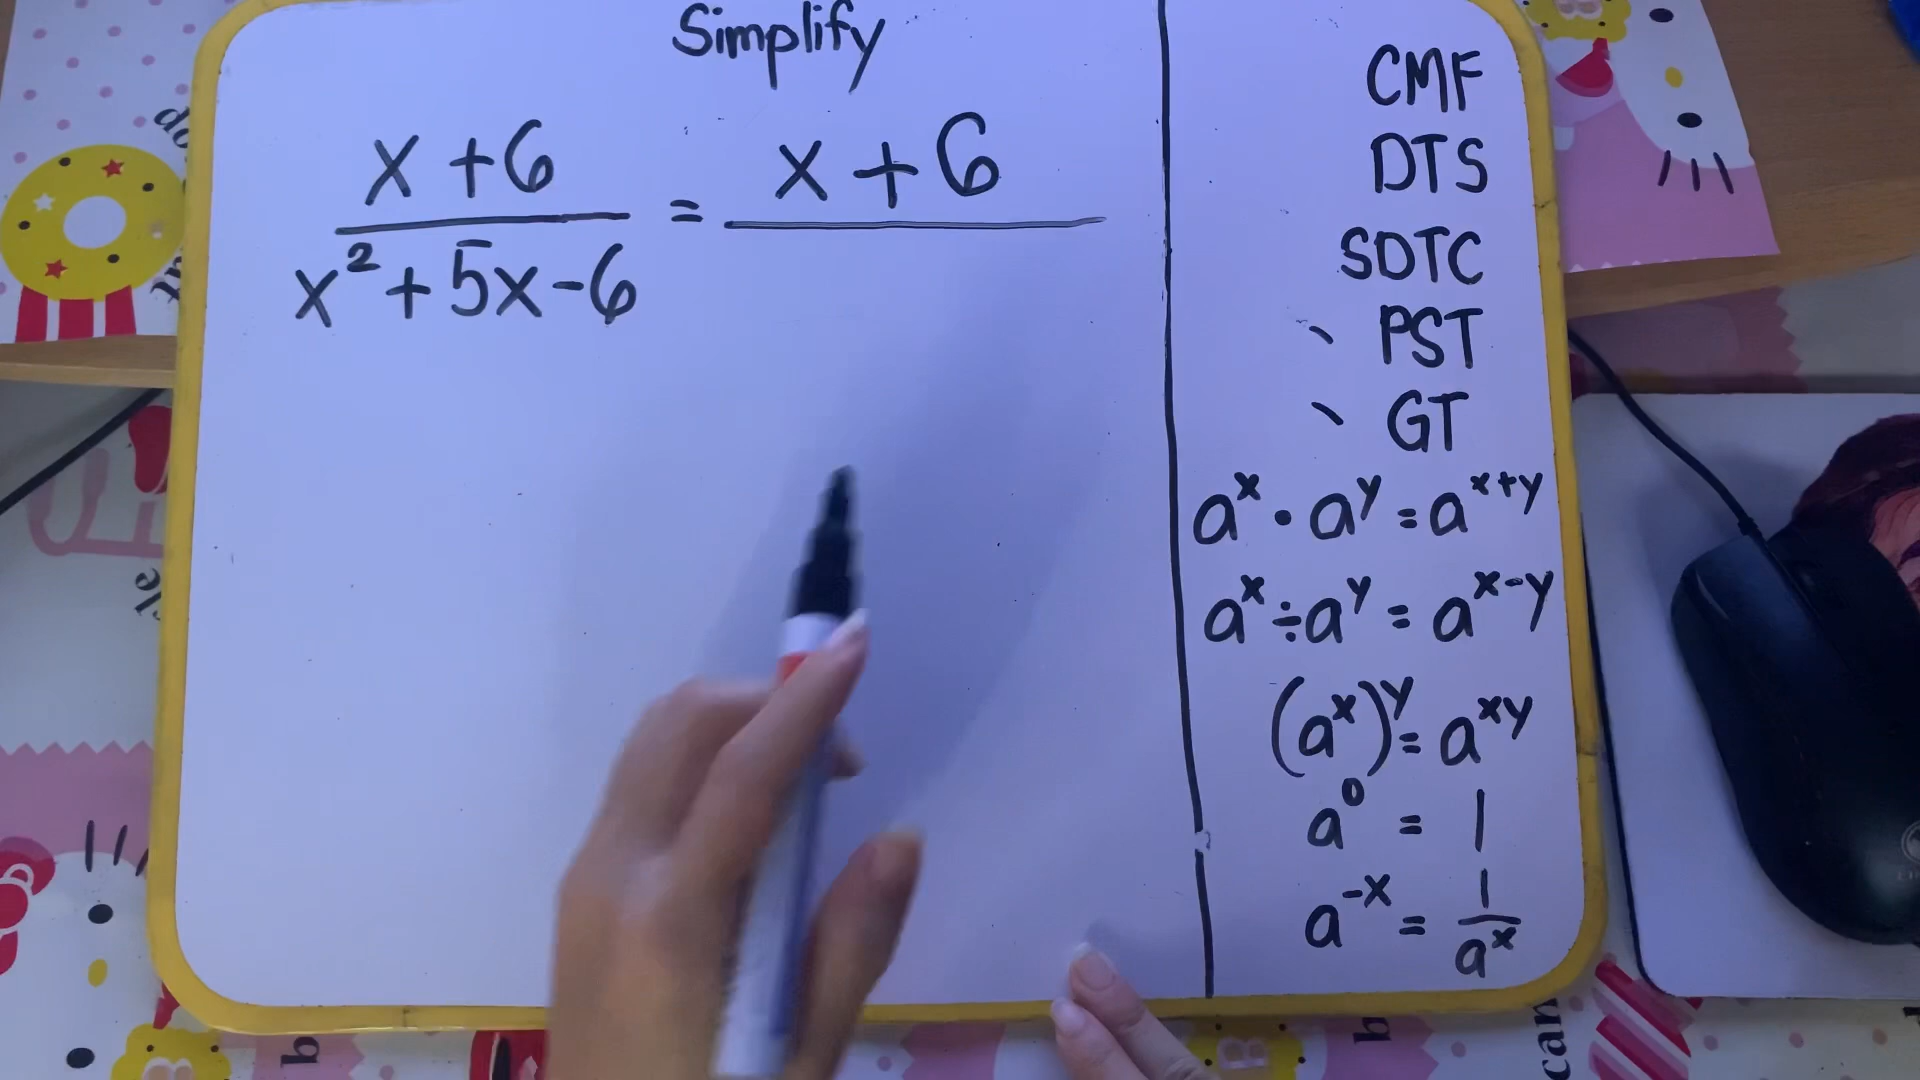 Simplify
x + 6 = x + 6
x² + 5x - 6
CMF
DTS
SDTC
PST
GT
aˣ · aʸ = aˣ⁺ʸ
aˣ ÷ aʸ = aˣ⁻ʸ
(aˣ)ʸ = aˣʸ
a⁰ = 1
a⁻ˣ = 1/aˣ
b
b
can